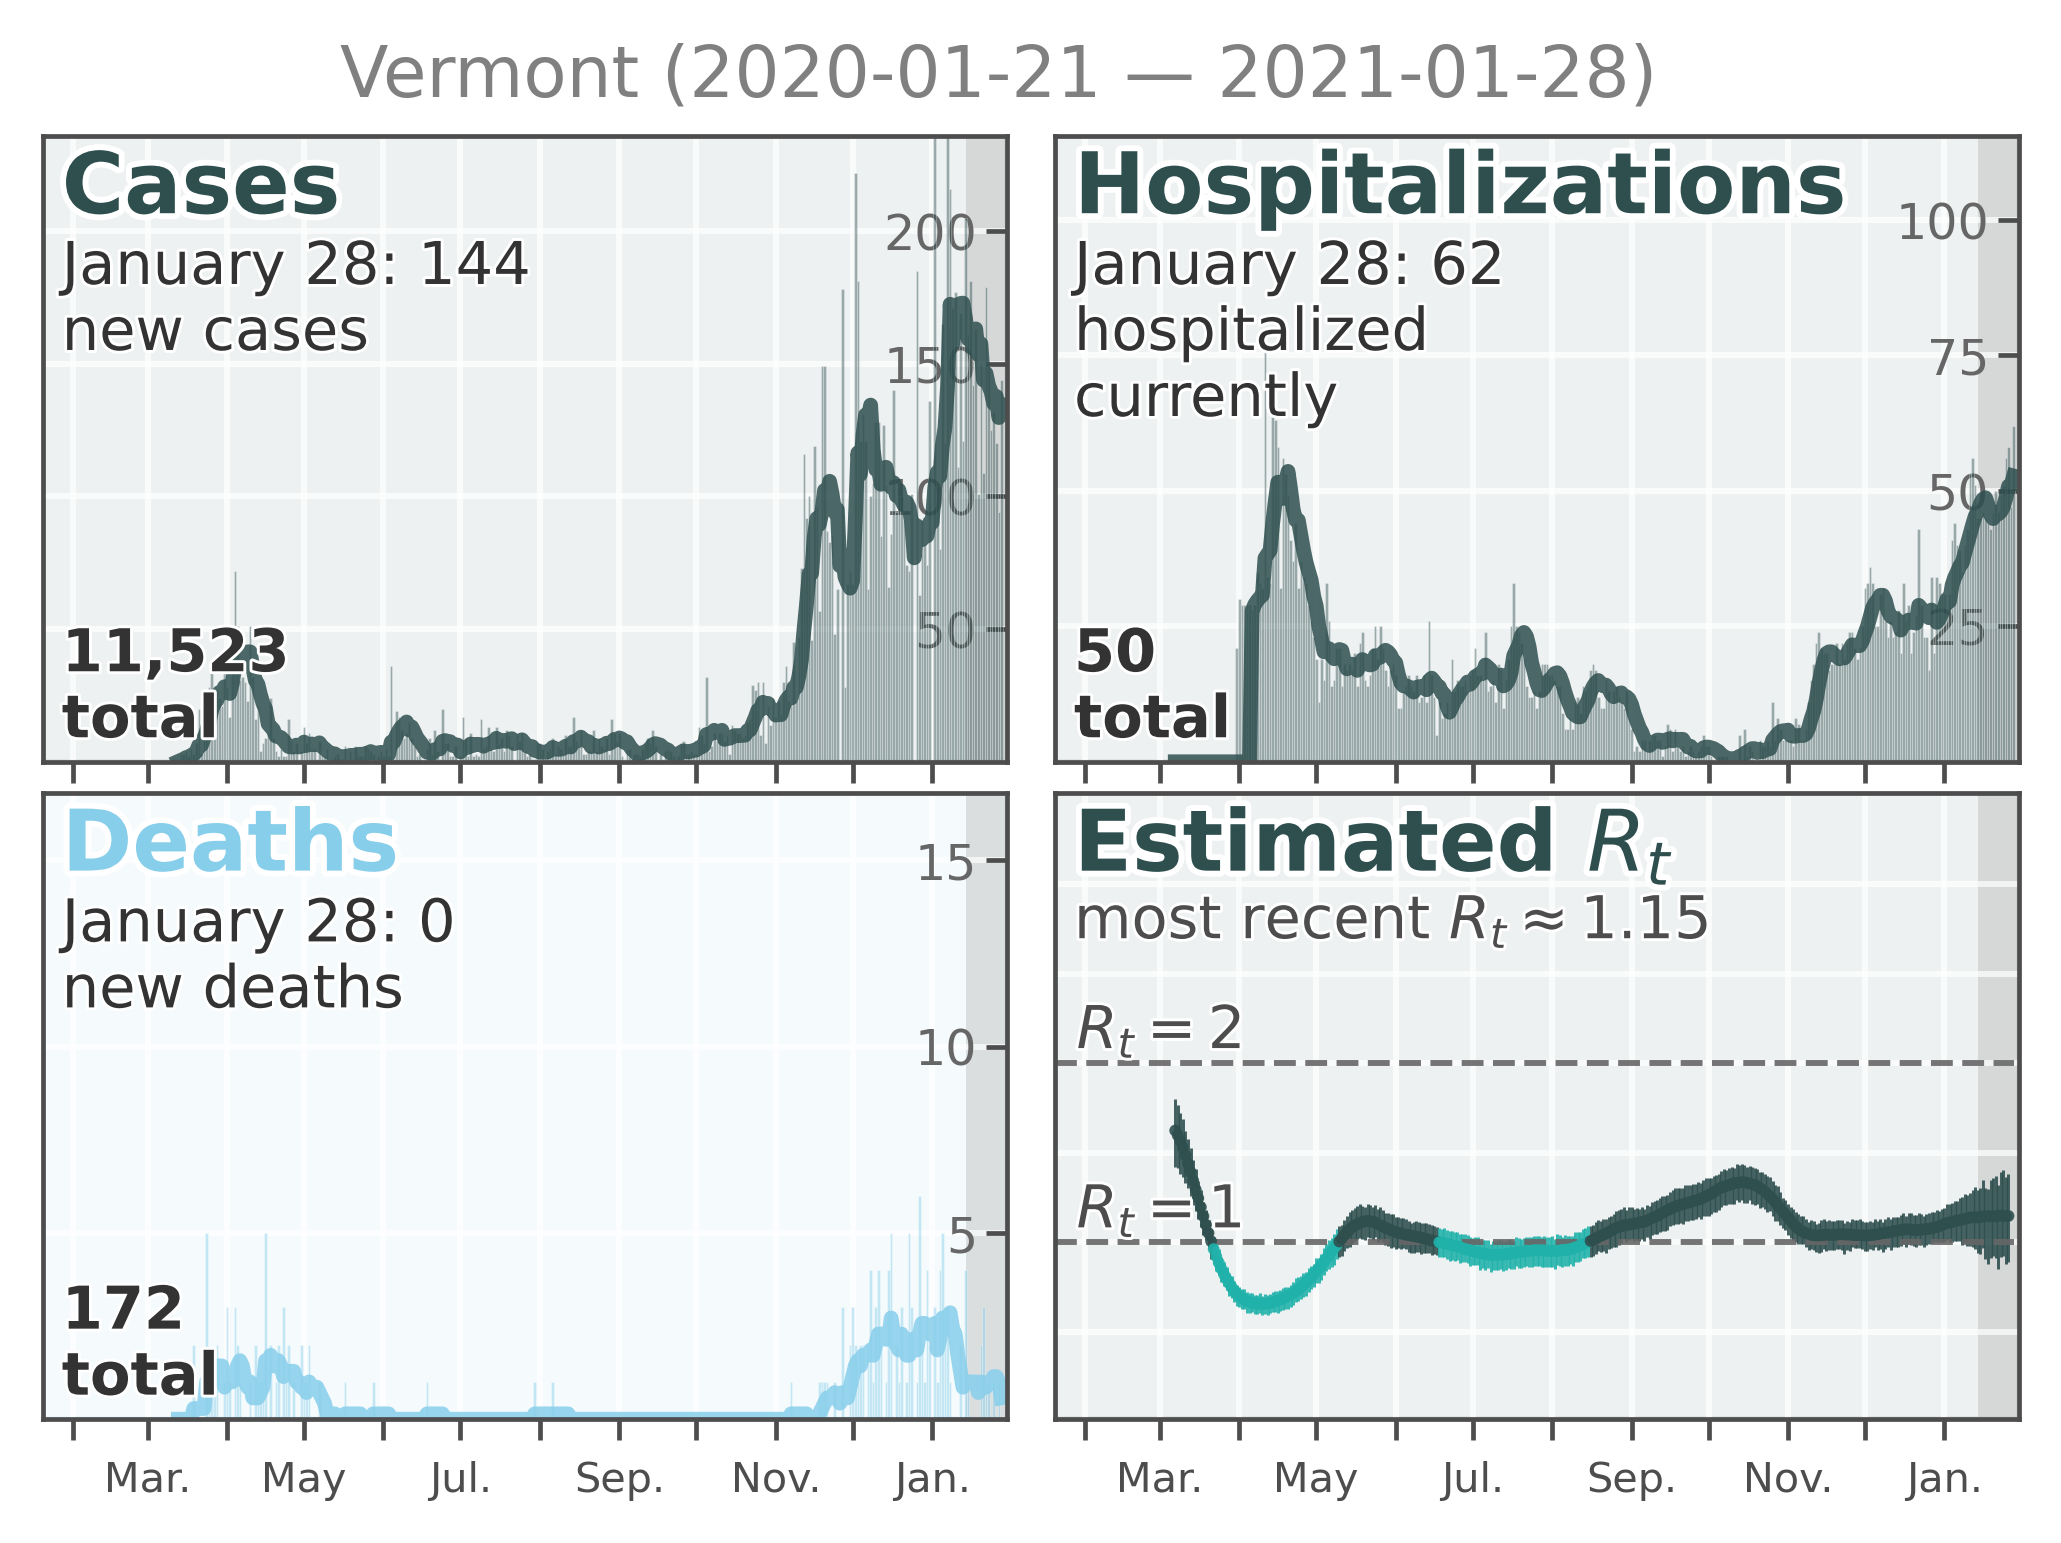 Vermont (2020-01-21 — 2021-01-28)
Cases
January 28: 144
new cases
200
150
100
50
11,523
total
Hospitalizations
January 28: 62
hospitalized
currently
100
75
50
25
50
total
Deaths
January 28: 0
new deaths
15
10
5
172
total
Estimated Rₜ
most recent Rₜ ≈ 1.15
Rₜ = 2
Rₜ = 1
Mar. May Jul. Sep. Nov. Jan.
Mar. May Jul. Sep. Nov. Jan.